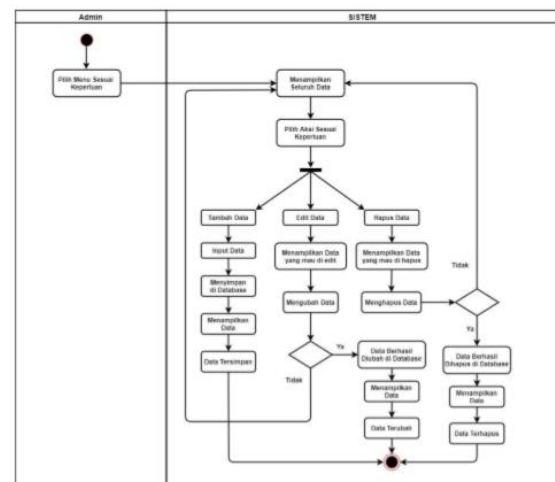 Admin
SISTEM
Pilih Menu Sesuai
Keperluan
Menampilkan
Seluruh Data
Pilih Aksi Sesuai
Keperluan
Tambah Data
Edit Data
Hapus Data
Input Data
Menampilkan Data
yang mau di edit
Menampilkan Data
yang mau di hapus
Tidak
Menyimpan
di Database
Mengubah Data
Menghapus Data
Menampilkan
Data
Ya
Ya
Data Tersimpan
Data Berhasil
Diubah di Database
Data Berhasil
Dihapus di Database
Tidak
Menampilkan
Data
Menampilkan
Data
Data Terubah
Data Terhapus